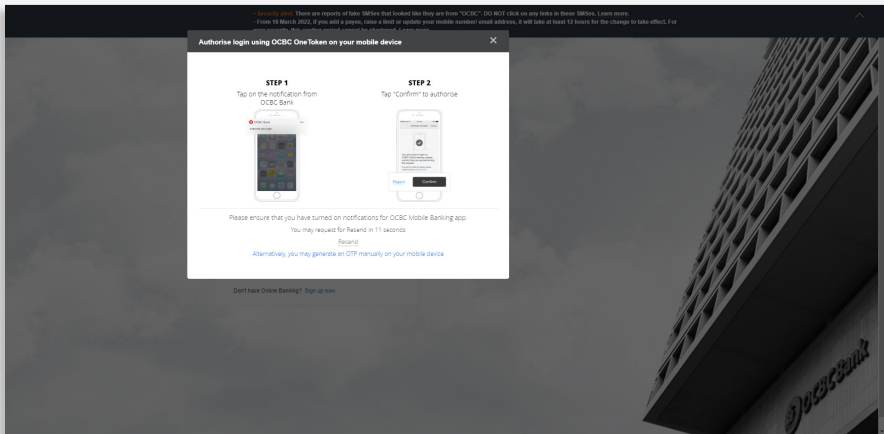 - Security alert: There are reports of fake SMSes that looked like they are from "OCBC". DO NOT click on any links in these SMSes. Learn more.
- From 18 March 2022, if you add a payee, raise a limit or update your mobile number/ email address, it will take at least 12 hours for the change to take effect. For
Authorise login using OCBC OneToken on your mobile device
STEP 1
Tap on the notification from
OCBC Bank
STEP 2
Tap "Confirm" to authorise
OCBC Bank
Confirm
Please ensure that you have turned on notifications for OCBC Mobile Banking app.
You may request for Resend in 11 seconds
Resend
Alternatively, you may generate an OTP manually on your mobile device
Don't have Online Banking? Sign up now
OCBC Bank